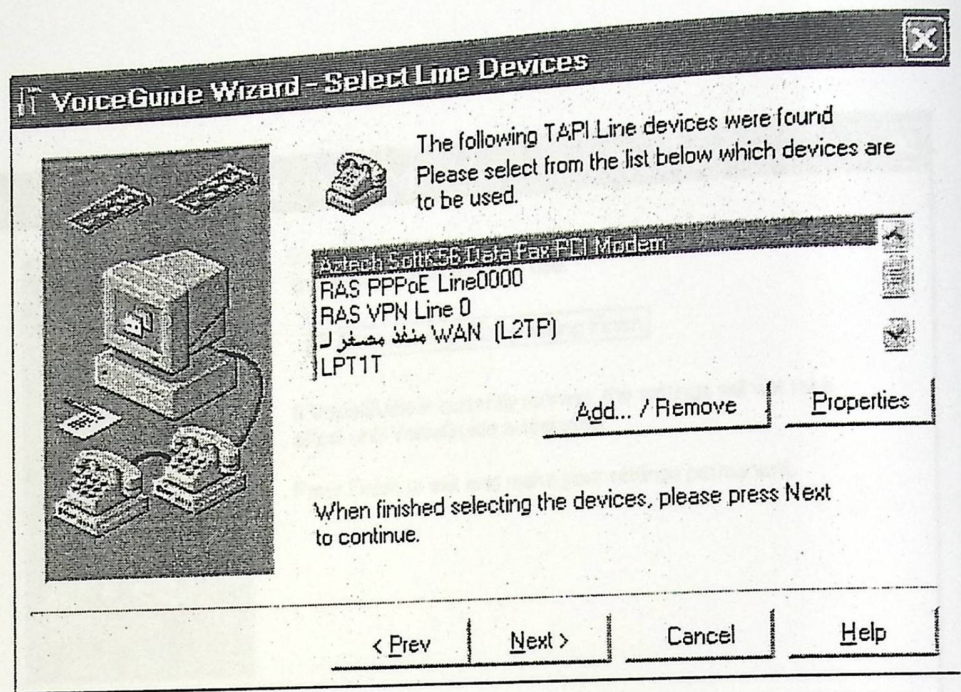 VoiceGuide Wizard - Select Line Devices
The following TAPI Line devices were found
Please select from the list below which devices are
to be used.
Aztech SoftK56 Data Fax PCI Modem
RAS PPPoE Line0000
RAS VPN Line 0
منفذ مصغر لـ WAN (L2TP)
LPT1T
Add... / Remove
Properties
When finished selecting the devices, please press Next
to continue.
< Prev
Next >
Cancel
Help